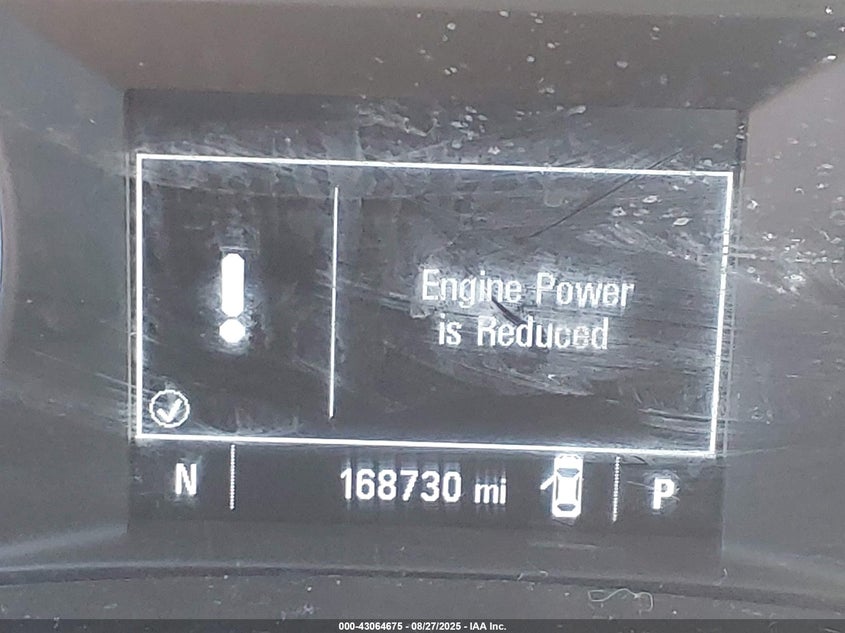 Engine Power
is Reduced
N 168730 mi P
000-43064675 - 08/27/2025 - IAA Inc.